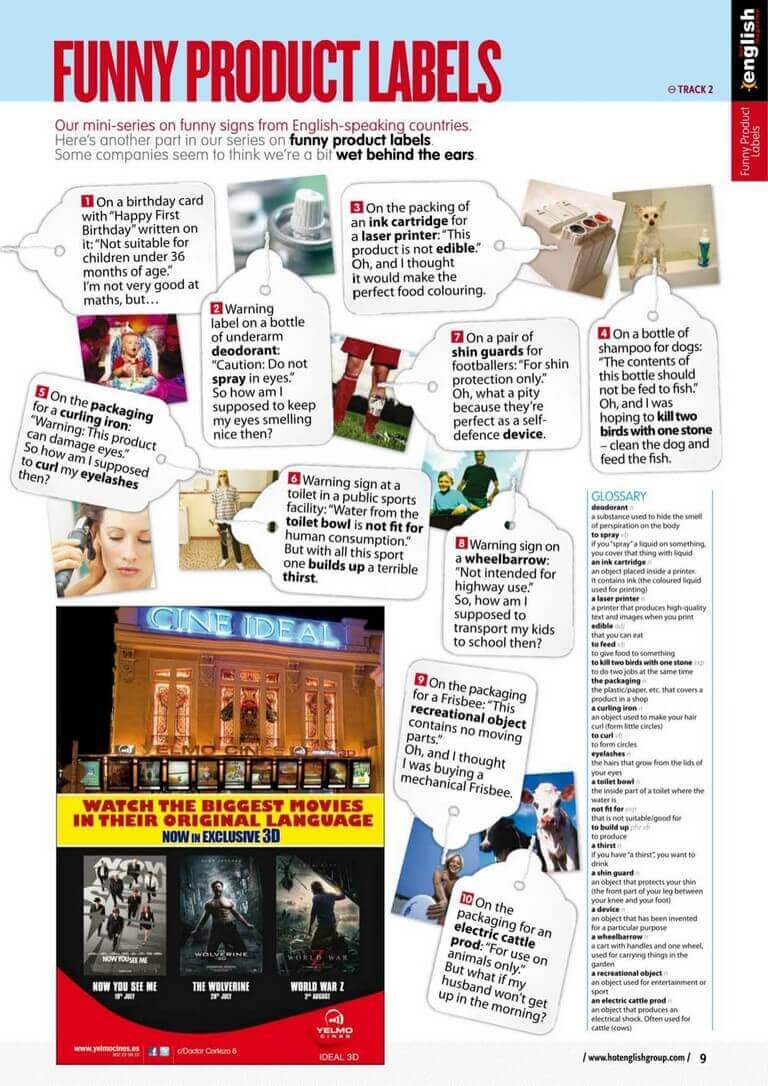 FUNNY PRODUCT LABELS
⊖ TRACK 2
english
Funny Product
Labels
Our mini-series on funny signs from English-speaking countries.
Here's another part in our series on funny product labels.
Some companies seem to think we're a bit wet behind the ears.
1 On a birthday card
with "Happy First
Birthday" written on
it: "Not suitable for
children under 36
months of age."
I'm not very good at
maths, but…
2 Warning
label on a bottle
of underarm
deodorant:
"Caution: Do not
spray in eyes."
So how am I
supposed to keep
my eyes smelling
nice then?
3 On the packing of
an ink cartridge for
a laser printer: "This
product is not edible."
Oh, and I thought
it would make the
perfect food colouring.
4 On a bottle of
shampoo for dogs:
"The contents of
this bottle should
not be fed to fish."
Oh, and I was
hoping to kill two
birds with one stone
– clean the dog and
feed the fish.
5 On the packaging
for a curling iron:
"Warning: This product
can damage eyes."
So how am I supposed
to curl my eyelashes
then?
6 Warning sign at a
toilet in a public sports
facility: "Water from the
toilet bowl is not fit for
human consumption."
But with all this sport
one builds up a terrible
thirst.
7 On a pair of
shin guards for
footballers: "For shin
protection only."
Oh, what a pity
because they're
perfect as a self-
defence device.
8 Warning sign on
a wheelbarrow:
"Not intended for
highway use."
So, how am I
supposed to
transport my kids
to school then?
9 On the packaging
for a Frisbee: "This
recreational object
contains no moving
parts."
Oh, and I thought
I was buying a
mechanical Frisbee.
10 On the
packaging for an
electric cattle
prod: "For use on
animals only."
But what if my
husband won't get
up in the morning?
GLOSSARY
deodorant n
a substance used to hide the smell
of perspiration on the body
to spray vb
if you "spray" a liquid on something,
you cover that thing with liquid
an ink cartridge n
an object placed inside a printer.
It contains ink (the coloured liquid
used for printing)
a laser printer n
a printer that produces high-quality
text and images when you print
edible adj
that you can eat
to feed vb
to give food to something
to kill two birds with one stone exp
to do two jobs at the same time
the packaging n
the plastic/paper, etc. that covers a
product in a shop
a curling iron n
an object used to make your hair
curl (form little circles)
to curl vb
to form circles
eyelashes n
the hairs that grow from the lids of
your eyes
a toilet bowl n
the inside part of a toilet where the
water is
not fit for exp
that is not suitable/good for
to build up phr vb
to produce
a thirst n
if you have "a thirst", you want to
drink
a shin guard n
an object that protects your shin
(the front part of your leg between
your knee and your foot)
a device n
an object that has been invented
for a particular purpose
a wheelbarrow n
a cart with handles and one wheel,
used for carrying things in the
garden
a recreational object n
an object used for entertainment or
sport
an electric cattle prod n
an object that produces an
electrical shock. Often used for
cattle (cows)
CINE IDEAL
YELMO CINES
WATCH THE BIGGEST MOVIES
IN THEIR ORIGINAL LANGUAGE
NOW IN EXCLUSIVE 3D
NOW YOU SEE ME
WOLVERINE
WORLD WAR Z
NOW YOU SEE ME
19th JULY
THE WOLVERINE
26th JULY
WORLD WAR Z
2nd AUGUST
www.yelmocines.es
c/Doctor Cortezo 6
YELMO
CINES
IDEAL 3D
/ www.hotenglishgroup.com / 9